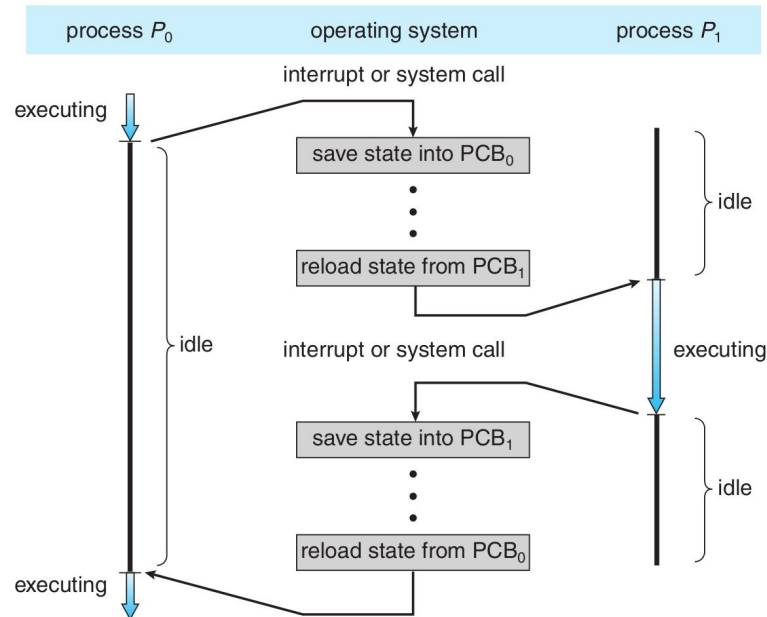 process P0 operating system process P1
interrupt or system call
executing
save state into PCB0
idle
reload state from PCB1
idle
interrupt or system call
executing
save state into PCB1
idle
reload state from PCB0
executing